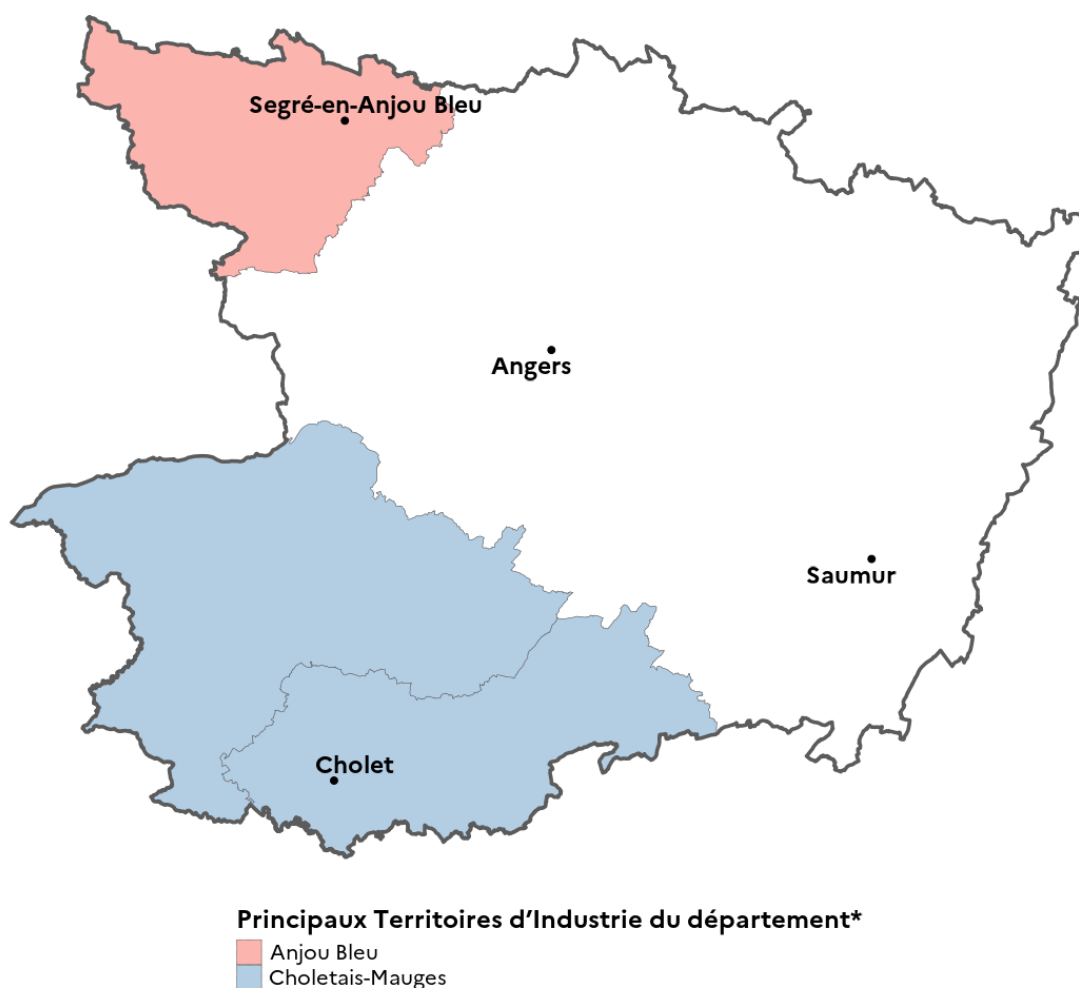 Segré-en-Anjou Bleu
Angers
Saumur
Cholet
Principaux Territoires d’Industrie du département*
Anjou Bleu
Choletais-Mauges